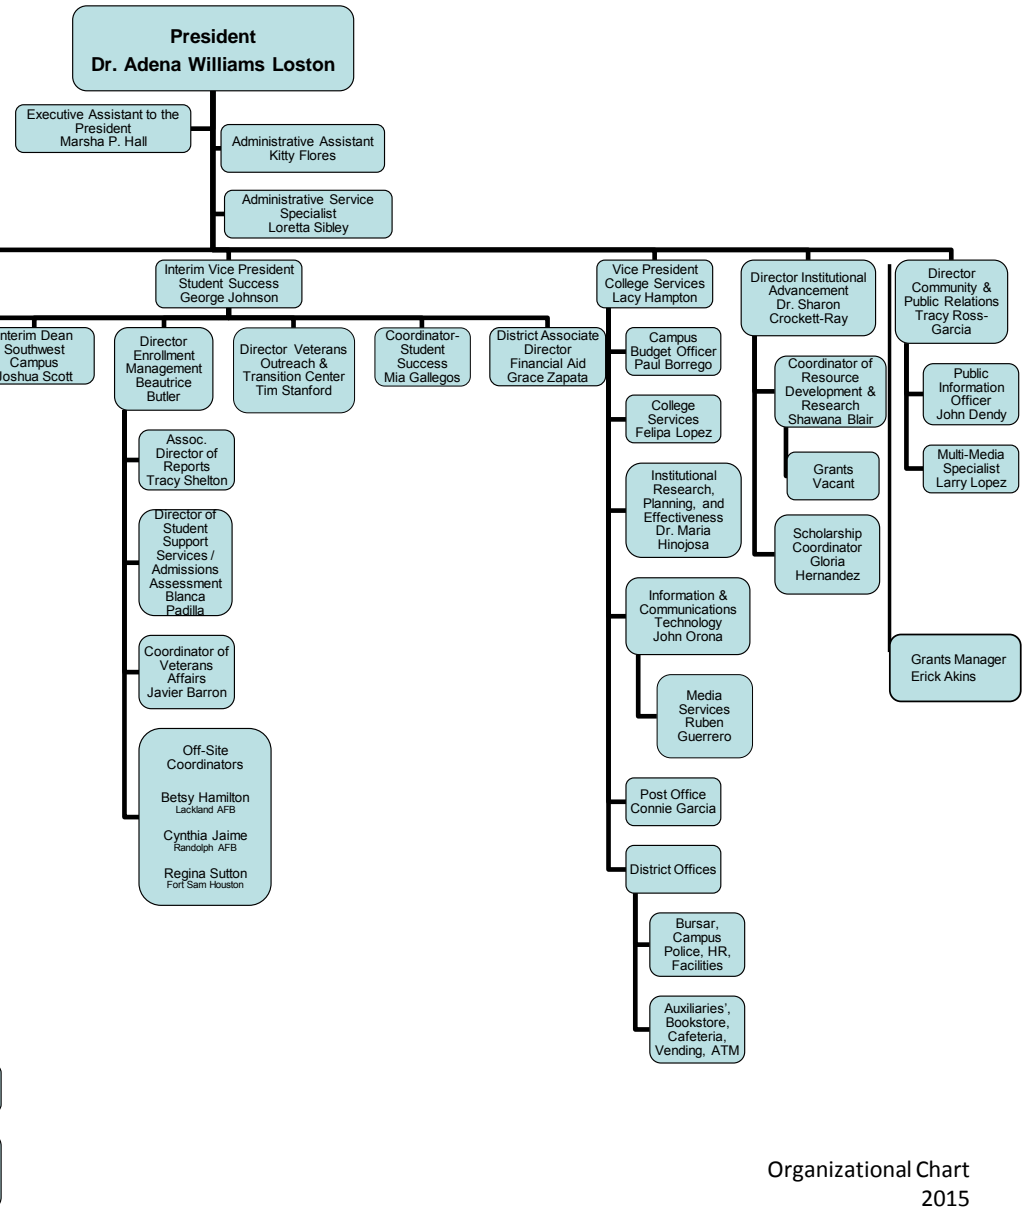 President
Dr. Adena Williams Loston
Executive Assistant to the
President
Marsha P. Hall
Administrative Assistant
Kitty Flores
Administrative Service
Specialist
Loretta Sibley
Interim Vice President
Student Success
George Johnson
Vice President
College Services
Lacy Hampton
Director Institutional
Advancement
Dr. Sharon
Crockett-Ray
Director
Community &
Public Relations
Tracy Ross-
Garcia
nterim Dean
Southwest
Campus
Joshua Scott
Director
Enrollment
Management
Beautrice
Butler
Director Veterans
Outreach &
Transition Center
Tim Stanford
Coordinator-
Student
Success
Mia Gallegos
District Associate
Director
Financial Aid
Grace Zapata
Assoc.
Director of
Reports
Tracy Shelton
Director of
Student
Support
Services /
Admissions
Assessment
Blanca
Padilla
Coordinator of
Veterans
Affairs
Javier Barron
Off-Site
Coordinators
Betsy Hamilton
Lackland AFB
Cynthia Jaime
Randolph AFB
Regina Sutton
Fort Sam Houston
Campus
Budget Officer
Paul Borrego
College
Services
Felipa Lopez
Institutional
Research,
Planning, and
Effectiveness
Dr. Maria
Hinojosa
Information &
Communications
Technology
John Orona
Media
Services
Ruben
Guerrero
Post Office
Connie Garcia
District Offices
Bursar,
Campus
Police, HR,
Facilities
Auxiliaries’,
Bookstore,
Cafeteria,
Vending, ATM
Coordinator of
Resource
Development &
Research
Shawana Blair
Grants
Vacant
Scholarship
Coordinator
Gloria
Hernandez
Public
Information
Officer
John Dendy
Multi-Media
Specialist
Larry Lopez
Grants Manager
Erick Akins
Organizational Chart
2015